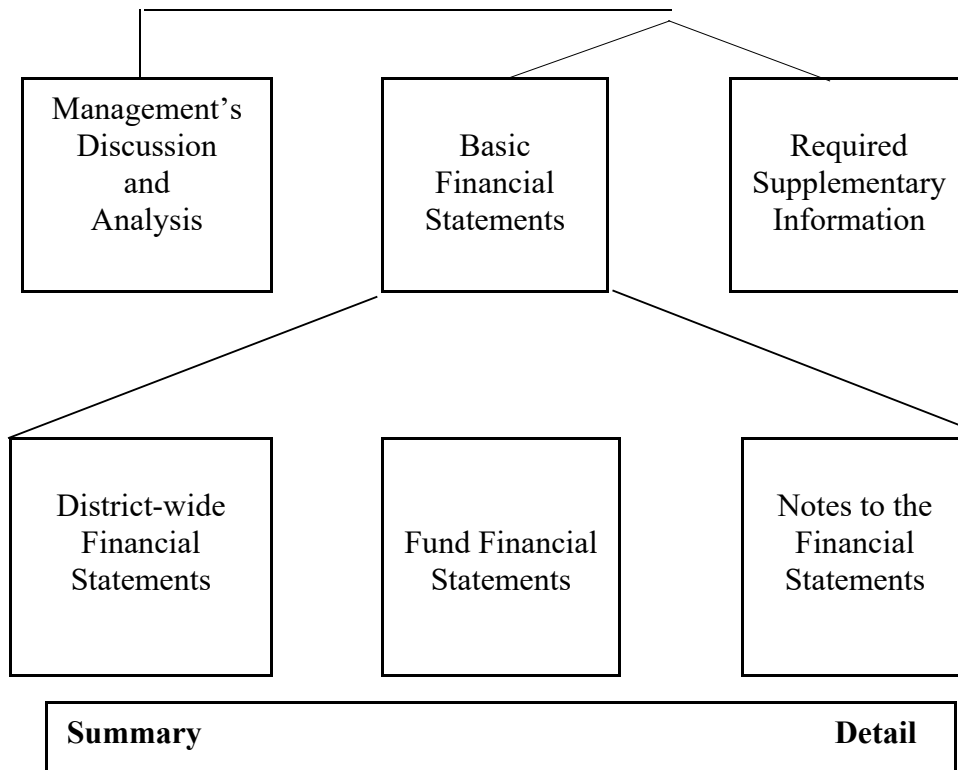 Management’s
Discussion
and
Analysis
Basic
Financial
Statements
Required
Supplementary
Information
District-wide
Financial
Statements
Fund Financial
Statements
Notes to the
Financial
Statements
Summary
Detail